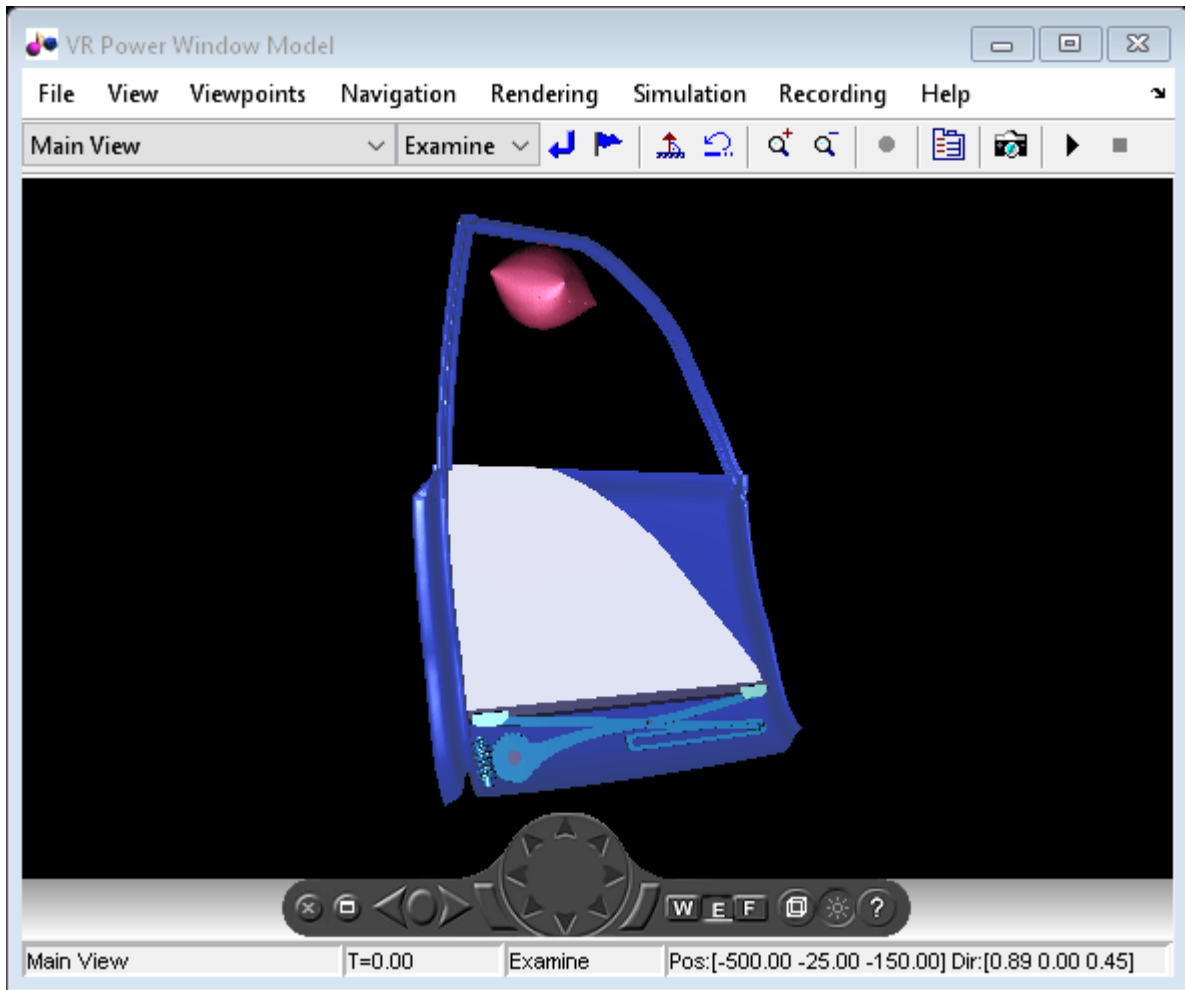 VR Power Window Model
File View Viewpoints Navigation Rendering Simulation Recording Help
Main View Examine
W E F ?
Main View T=0.00 Examine Pos:[-500.00 -25.00 -150.00] Dir:[0.89 0.00 0.45]